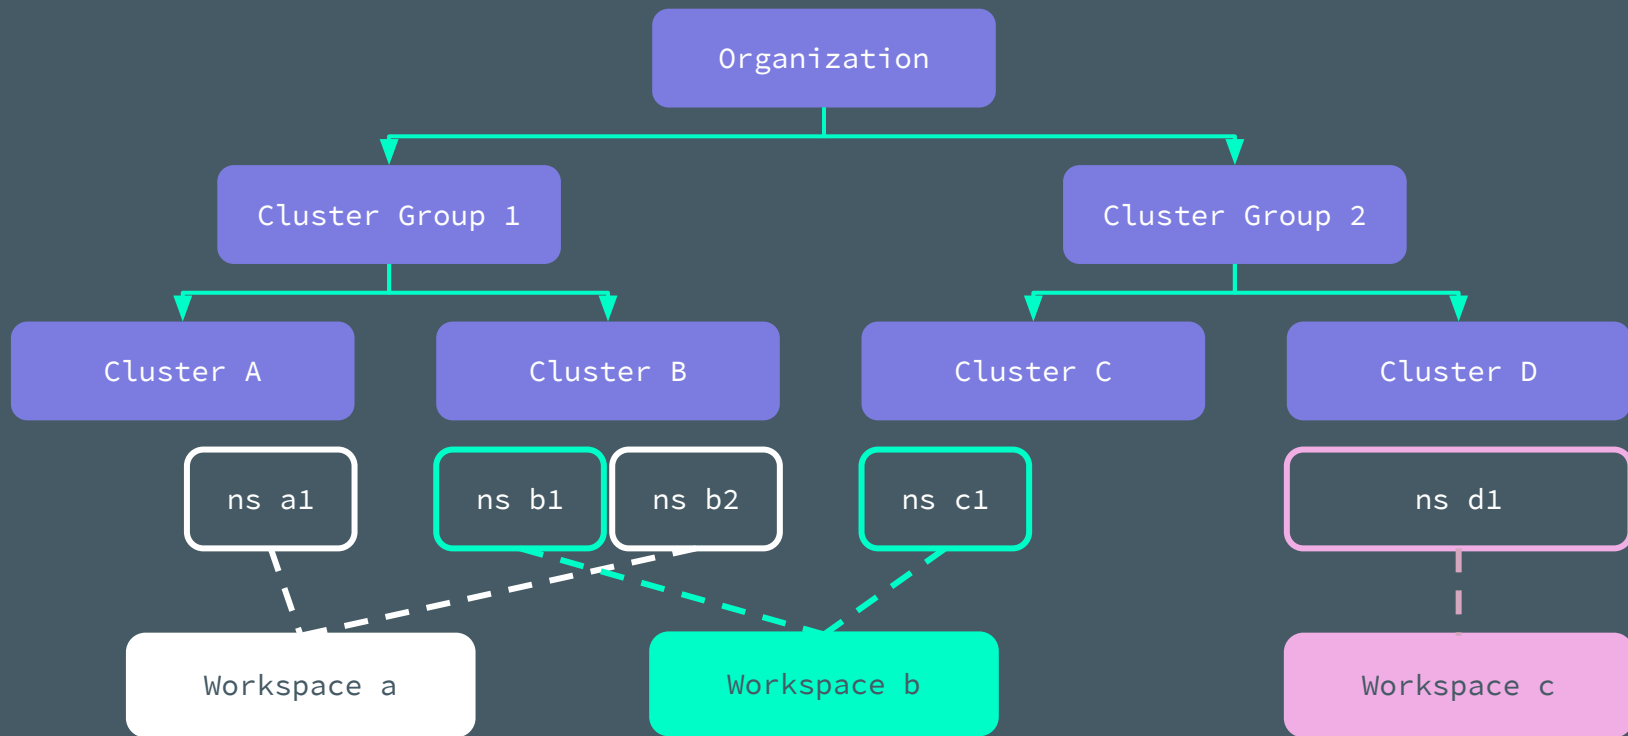 Organization
Cluster Group 1
Cluster Group 2
Cluster A
Cluster B
Cluster C
Cluster D
ns a1
ns b1
ns b2
ns c1
ns d1
Workspace a
Workspace b
Workspace c